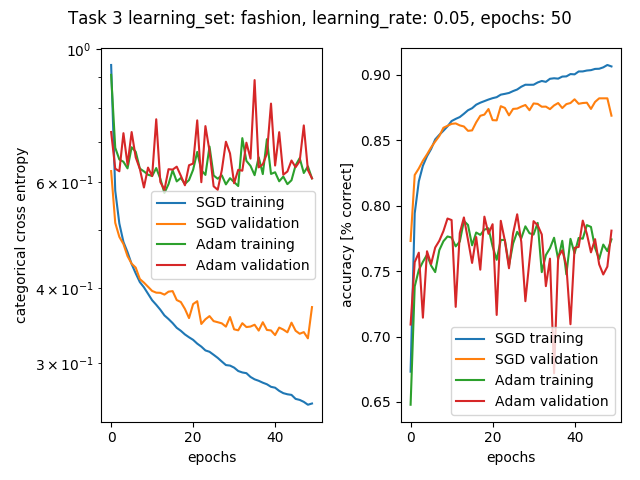 Task 3 learning_set: fashion, learning_rate: 0.05, epochs: 50
categorical cross entropy
10⁰
6 × 10⁻¹
4 × 10⁻¹
3 × 10⁻¹
0
20
40
epochs
SGD training
SGD validation
Adam training
Adam validation
accuracy [% correct]
0.90
0.85
0.80
0.75
0.70
0.65
0
20
40
epochs
SGD training
SGD validation
Adam training
Adam validation